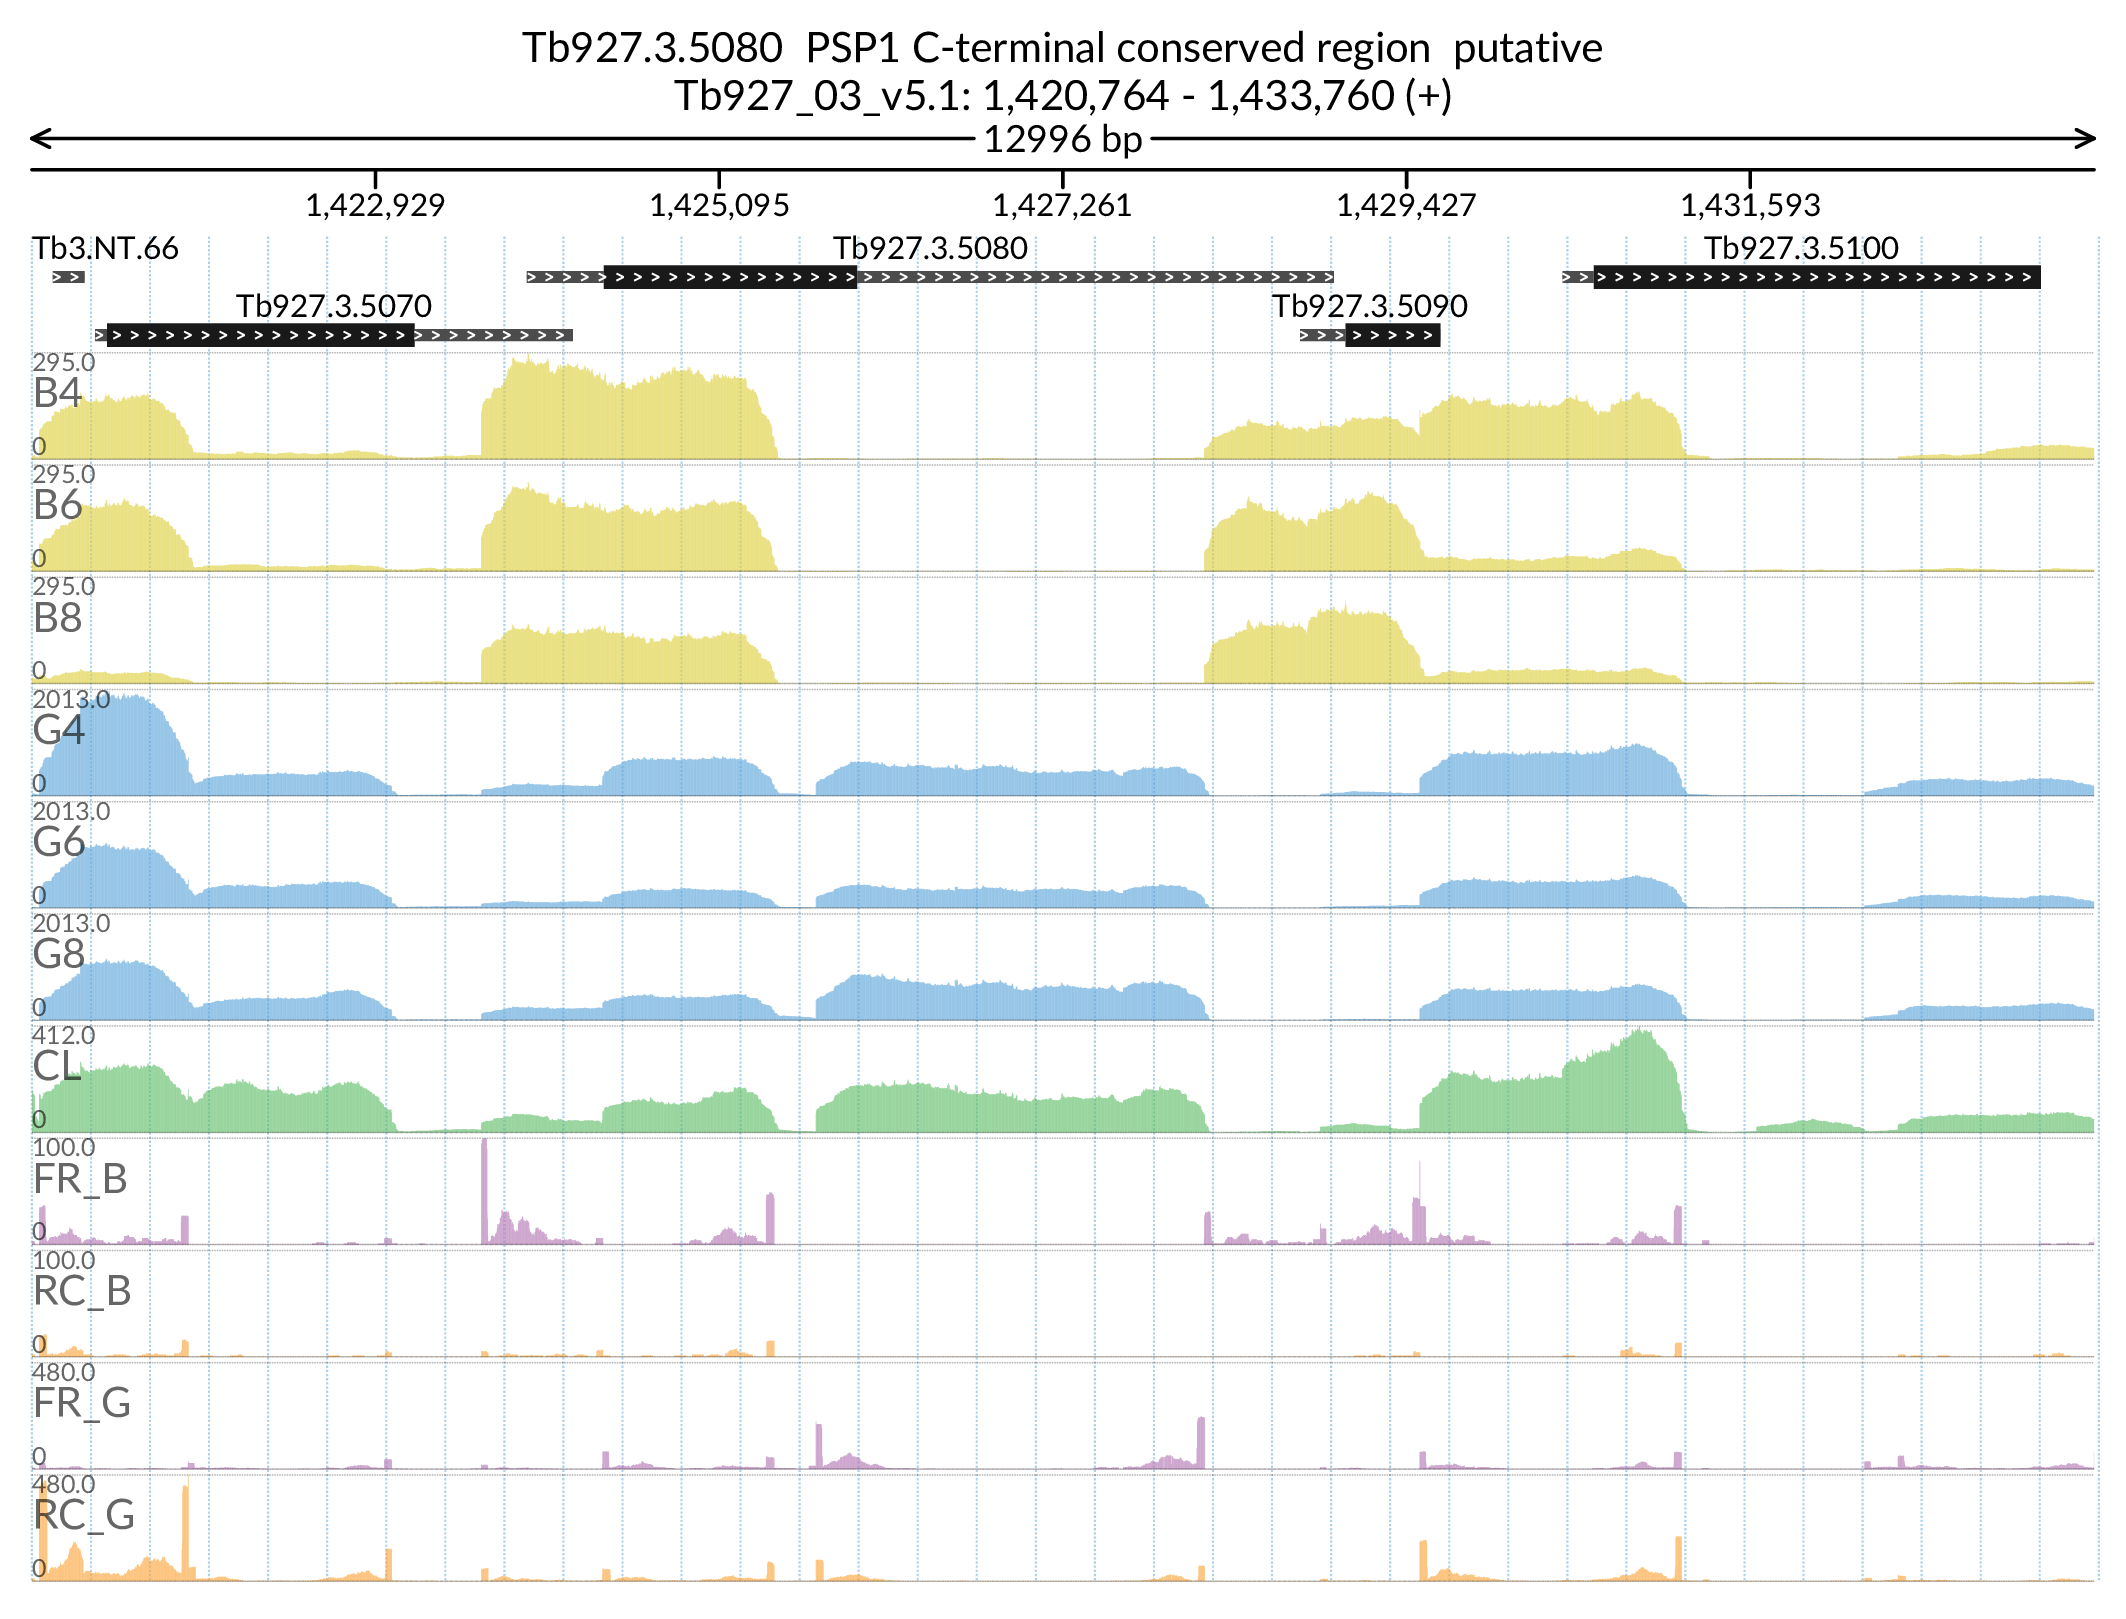 Tb927.3.5080  PSP1 C-terminal conserved region  putative
Tb927_03_v5.1: 1,420,764 - 1,433,760 (+)
12996 bp
1,422,929 1,425,095 1,427,261 1,429,427 1,431,593
Tb3.NT.66 Tb927.3.5080 Tb927.3.5100
Tb927.3.5070 Tb927.3.5090
295.0
B4
0
295.0
B6
0
295.0
B8
0
2013.0
G4
0
2013.0
G6
0
2013.0
G8
0
412.0
CL
0
100.0
FR_B
0
100.0
RC_B
0
480.0
FR_G
0
480.0
RC_G
0